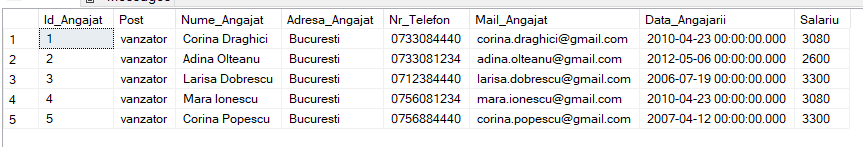 Messages
Id_Angajat Post Nume_Angajat Adresa_Angajat Nr_Telefon Mail_Angajat Data_Angajarii Salariu
1 1 vanzator Corina Draghici Bucuresti 0733084440 corina.draghici@gmail.com 2010-04-23 00:00:00.000 3080
2 2 vanzator Adina Olteanu Bucuresti 0733081234 adina.olteanu@gmail.com 2012-05-06 00:00:00.000 2600
3 3 vanzator Larisa Dobrescu Bucuresti 0712384440 larisa.dobrescu@gmail.com 2006-07-19 00:00:00.000 3300
4 4 vanzator Mara Ionescu Bucuresti 0756081234 mara.ionescu@gmail.com 2010-04-23 00:00:00.000 3080
5 5 vanzator Corina Popescu Bucuresti 0756884440 corina.popescu@gmail.com 2007-04-12 00:00:00.000 3300